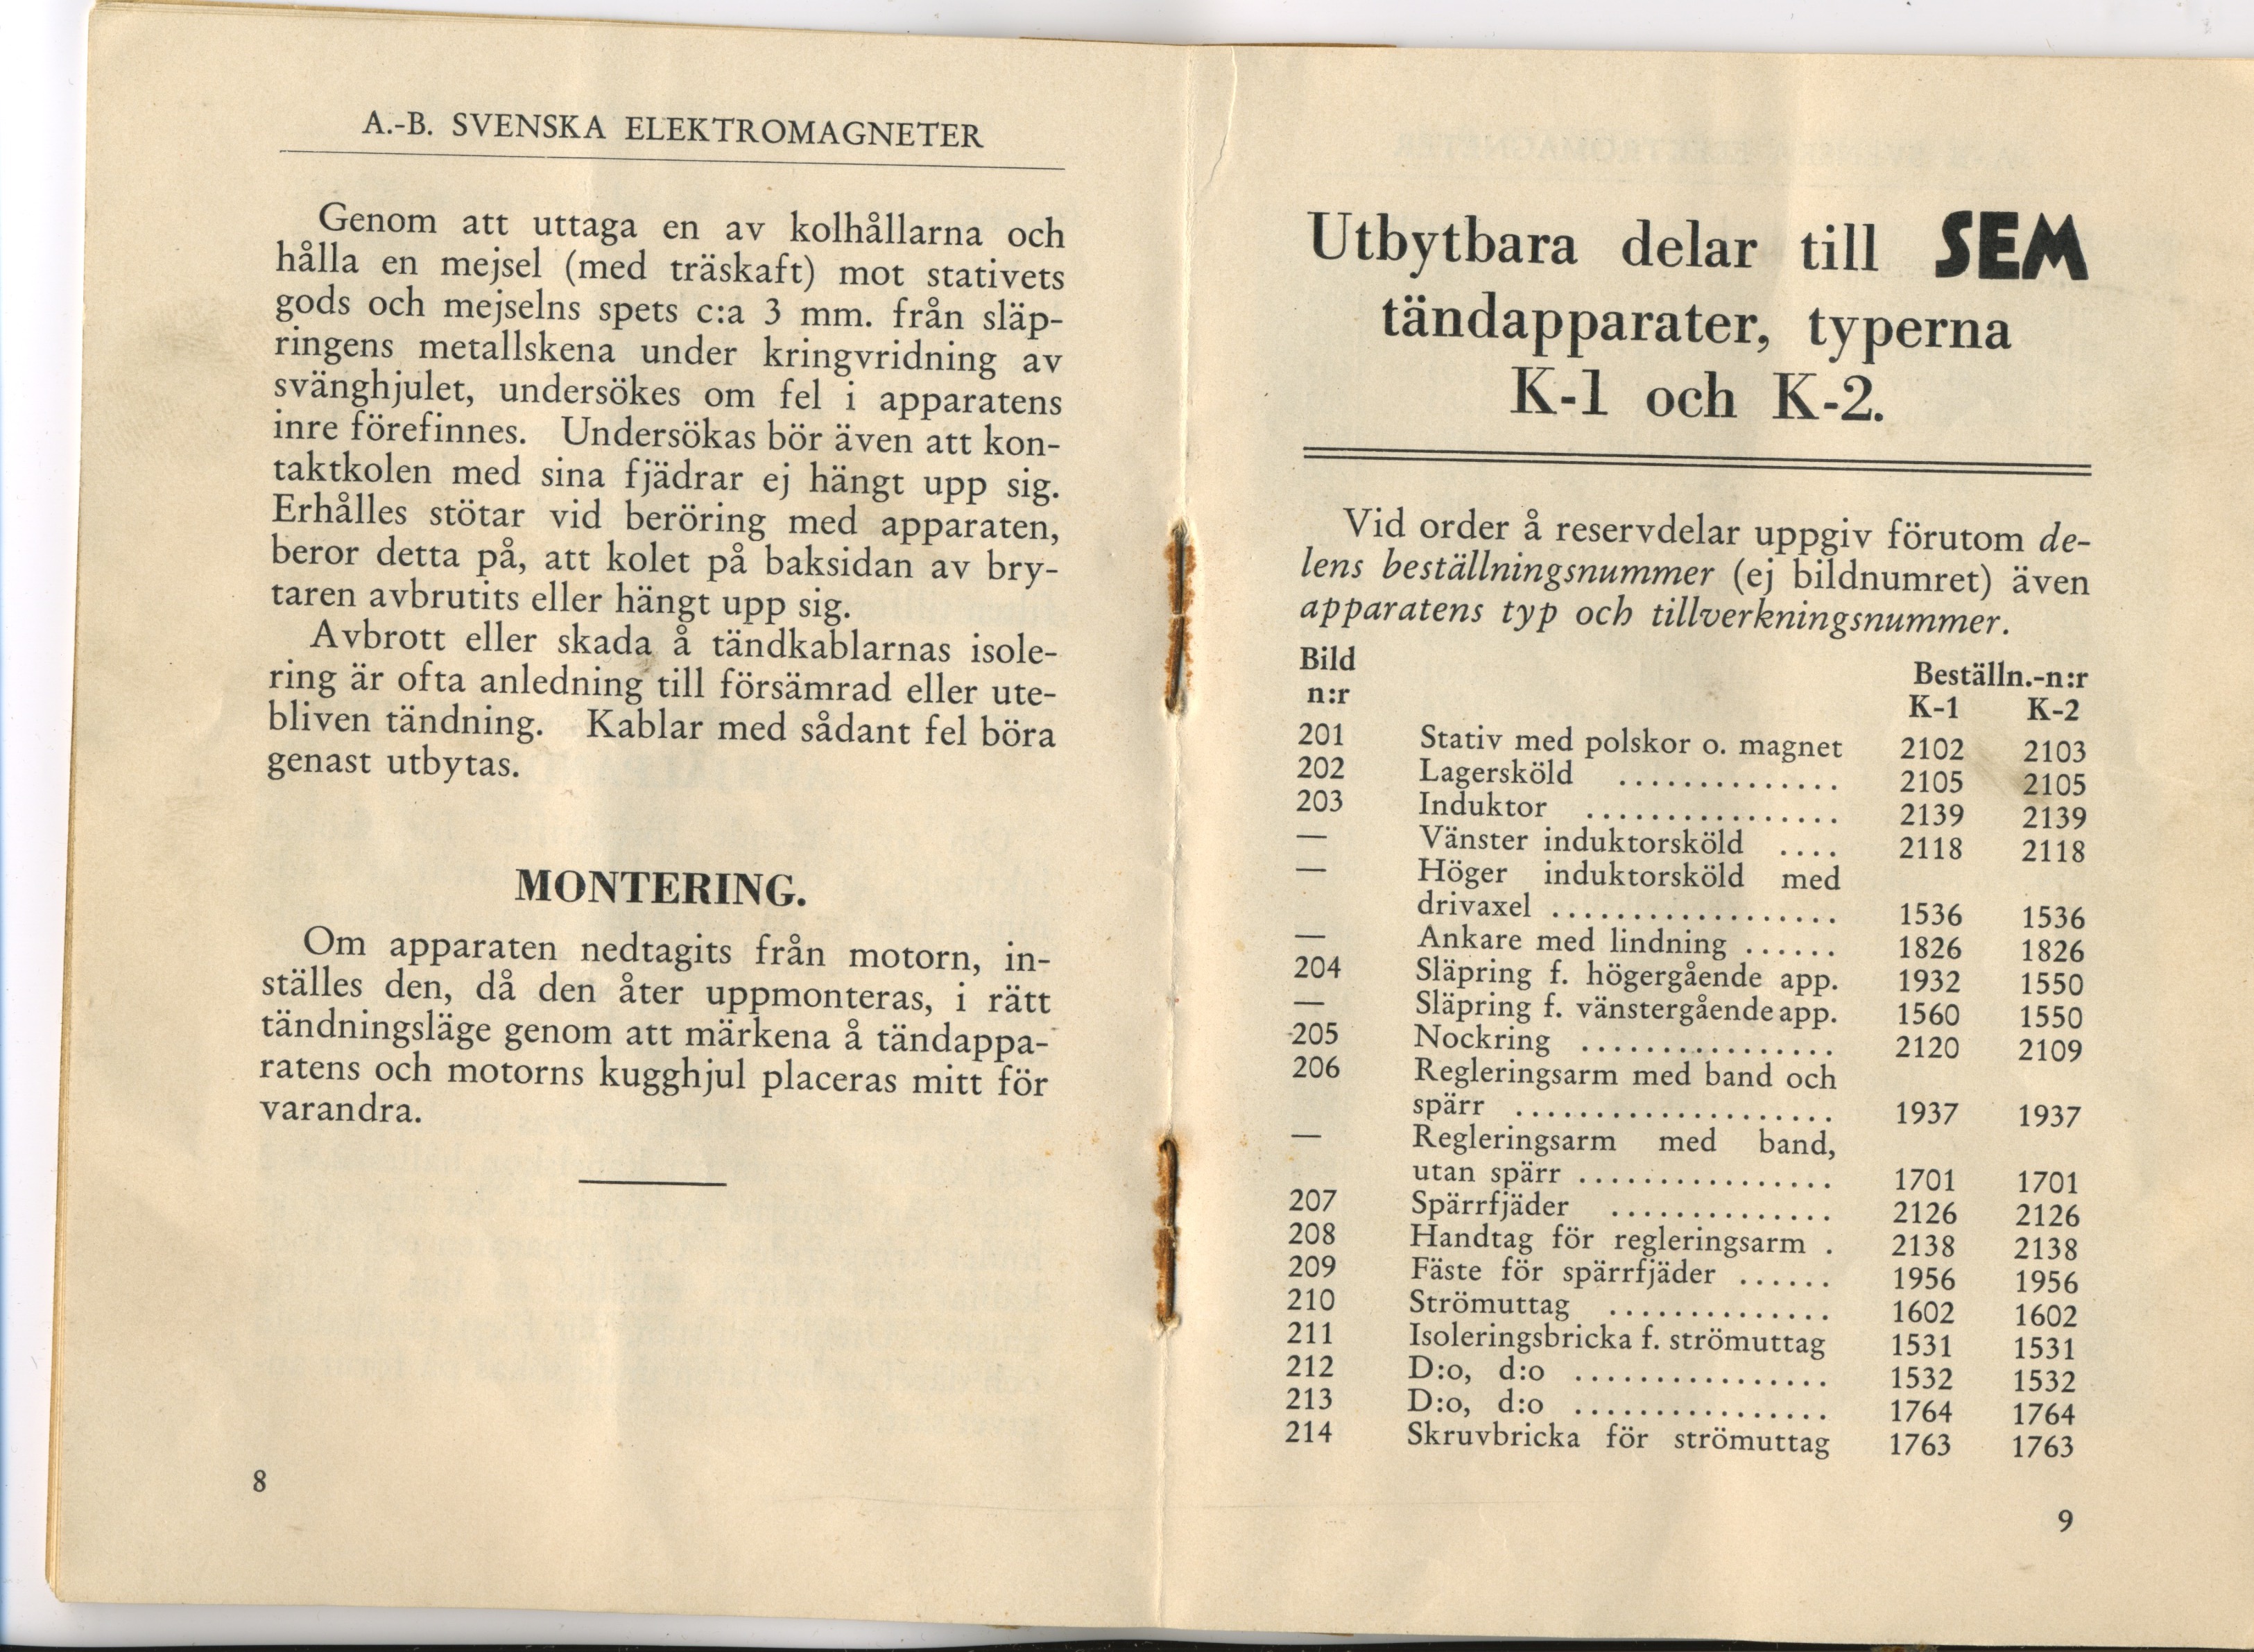 A.-B. SVENSKA ELEKTROMAGNETER
Genom att uttaga en av kolhållarna och
hålla en mejsel (med träskaft) mot stativets
gods och mejselns spets c:a 3 mm. från släp-
ringens metallskena under kringvridning av
svänghjulet, undersökes om fel i apparatens
inre förefinnes. Undersökas bör även att kon-
taktkolen med sina fjädrar ej hängt upp sig.
Erhålles stötar vid beröring med apparaten,
beror detta på, att kolet på baksidan av bry-
taren avbrutits eller hängt upp sig.
Avbrott eller skada å tändkablarnas isole-
ring är ofta anledning till försämrad eller ute-
bliven tändning. Kablar med sådant fel böra
genast utbytas.
MONTERING.
Om apparaten nedtagits från motorn, in-
ställes den, då den åter uppmonteras, i rätt
tändningsläge genom att märkena å tändappa-
ratens och motorns kugghjul placeras mitt för
varandra.
8
Utbytbara delar till SEM
tändapparater, typerna
K-1 och K-2.
Vid order å reservdelar uppgiv förutom de-
lens beställningsnummer (ej bildnumret) även
apparatens typ och tillverkningsnummer.
Bild Beställn.-n:r
n:r K-1 K-2
201 Stativ med polskor o. magnet 2102 2103
202 Lagersköld .............. 2105 2105
203 Induktor ................ 2139 2139
— Vänster induktorsköld .... 2118 2118
— Höger induktorsköld med
drivaxel .................. 1536 1536
— Ankare med lindning ...... 1826 1826
204 Släpring f. högergående app. 1932 1550
— Släpring f. vänstergående app. 1560 1550
205 Nockring ................ 2120 2109
206 Regleringsarm med band och
spärr .................... 1937 1937
— Regleringsarm med band,
utan spärr ................ 1701 1701
207 Spärrfjäder .............. 2126 2126
208 Handtag för regleringsarm . 2138 2138
209 Fäste för spärrfjäder ...... 1956 1956
210 Strömuttag .............. 1602 1602
211 Isoleringsbricka f. strömuttag 1531 1531
212 D:o, d:o ................ 1532 1532
213 D:o, d:o ................ 1764 1764
214 Skruvbricka för strömuttag 1763 1763
9